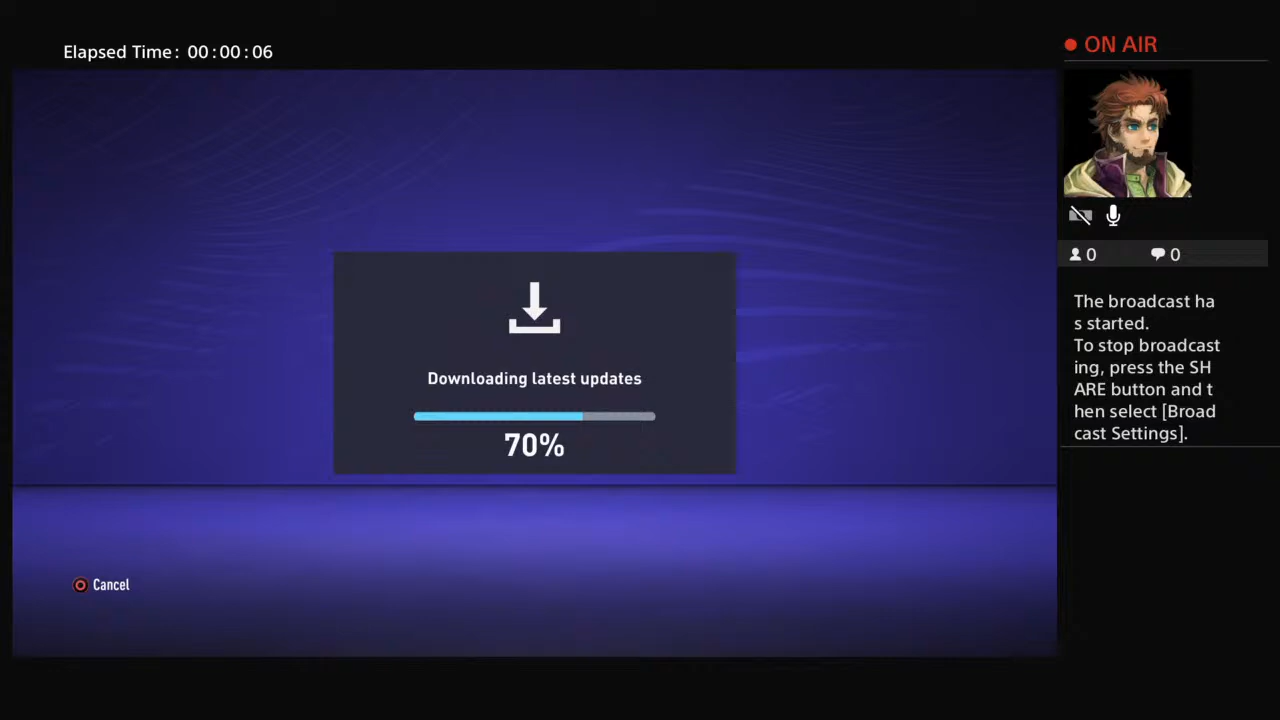 Elapsed Time: 00:00:06
ON AIR
0 0
The broadcast ha
s started.
To stop broadcast
ing, press the SH
ARE button and t
hen select [Broad
cast Settings].
Downloading latest updates
70%
Cancel